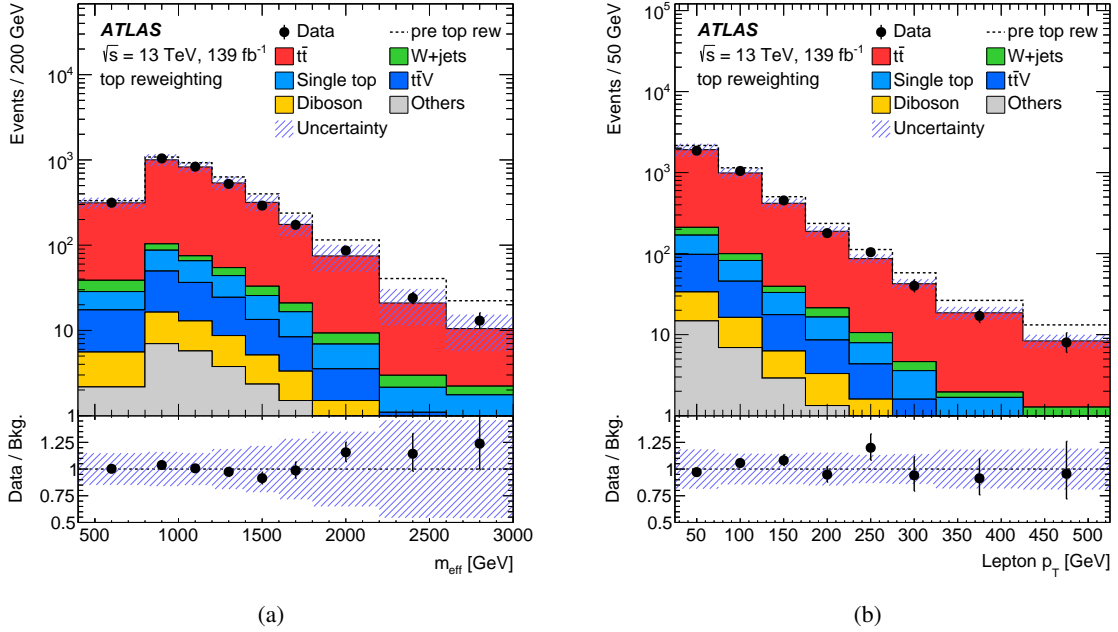 ATLAS
√s = 13 TeV, 139 fb⁻¹
top reweighting
Data
pre top rew
tt̄
W+jets
Single top
tt̄V
Diboson
Others
Uncertainty
Events / 200 GeV
10⁴
10³
10²
10
1
Data / Bkg.
1.25
1
0.75
0.5
500 1000 1500 2000 2500 3000
m_eff [GeV]
(a)
ATLAS
√s = 13 TeV, 139 fb⁻¹
top reweighting
Data
pre top rew
tt̄
W+jets
Single top
tt̄V
Diboson
Others
Uncertainty
Events / 50 GeV
10⁵
10⁴
10³
10²
10
1
Data / Bkg.
1.25
1
0.75
0.5
50 100 150 200 250 300 350 400 450 500
Lepton p_T [GeV]
(b)